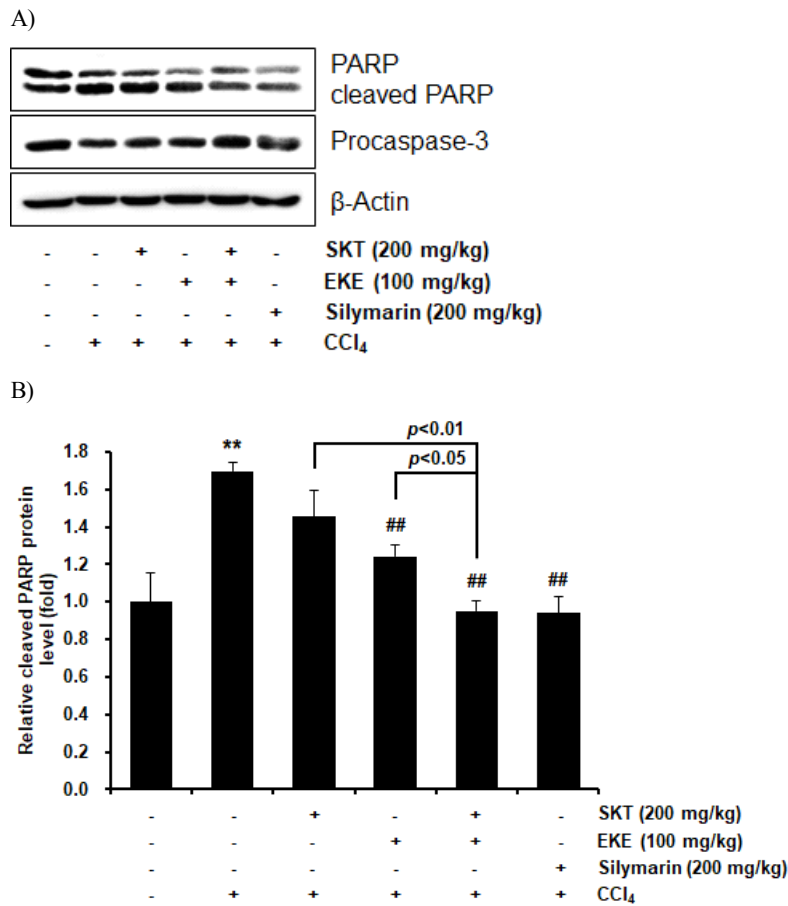 A)
PARP
cleaved PARP
Procaspase-3
β-Actin
- - + - + - SKT (200 mg/kg)
- - - + + - EKE (100 mg/kg)
- - - - - + Silymarin (200 mg/kg)
- + + + + + CCl₄
B)
p<0.01
p<0.05
**
##
##
##
Relative cleaved PARP protein
level (fold)
1.8
1.6
1.4
1.2
1.0
0.8
0.6
0.4
0.2
0.0
- - + - + - SKT (200 mg/kg)
- - - + + - EKE (100 mg/kg)
- - - - - + Silymarin (200 mg/kg)
- + + + + + CCl₄